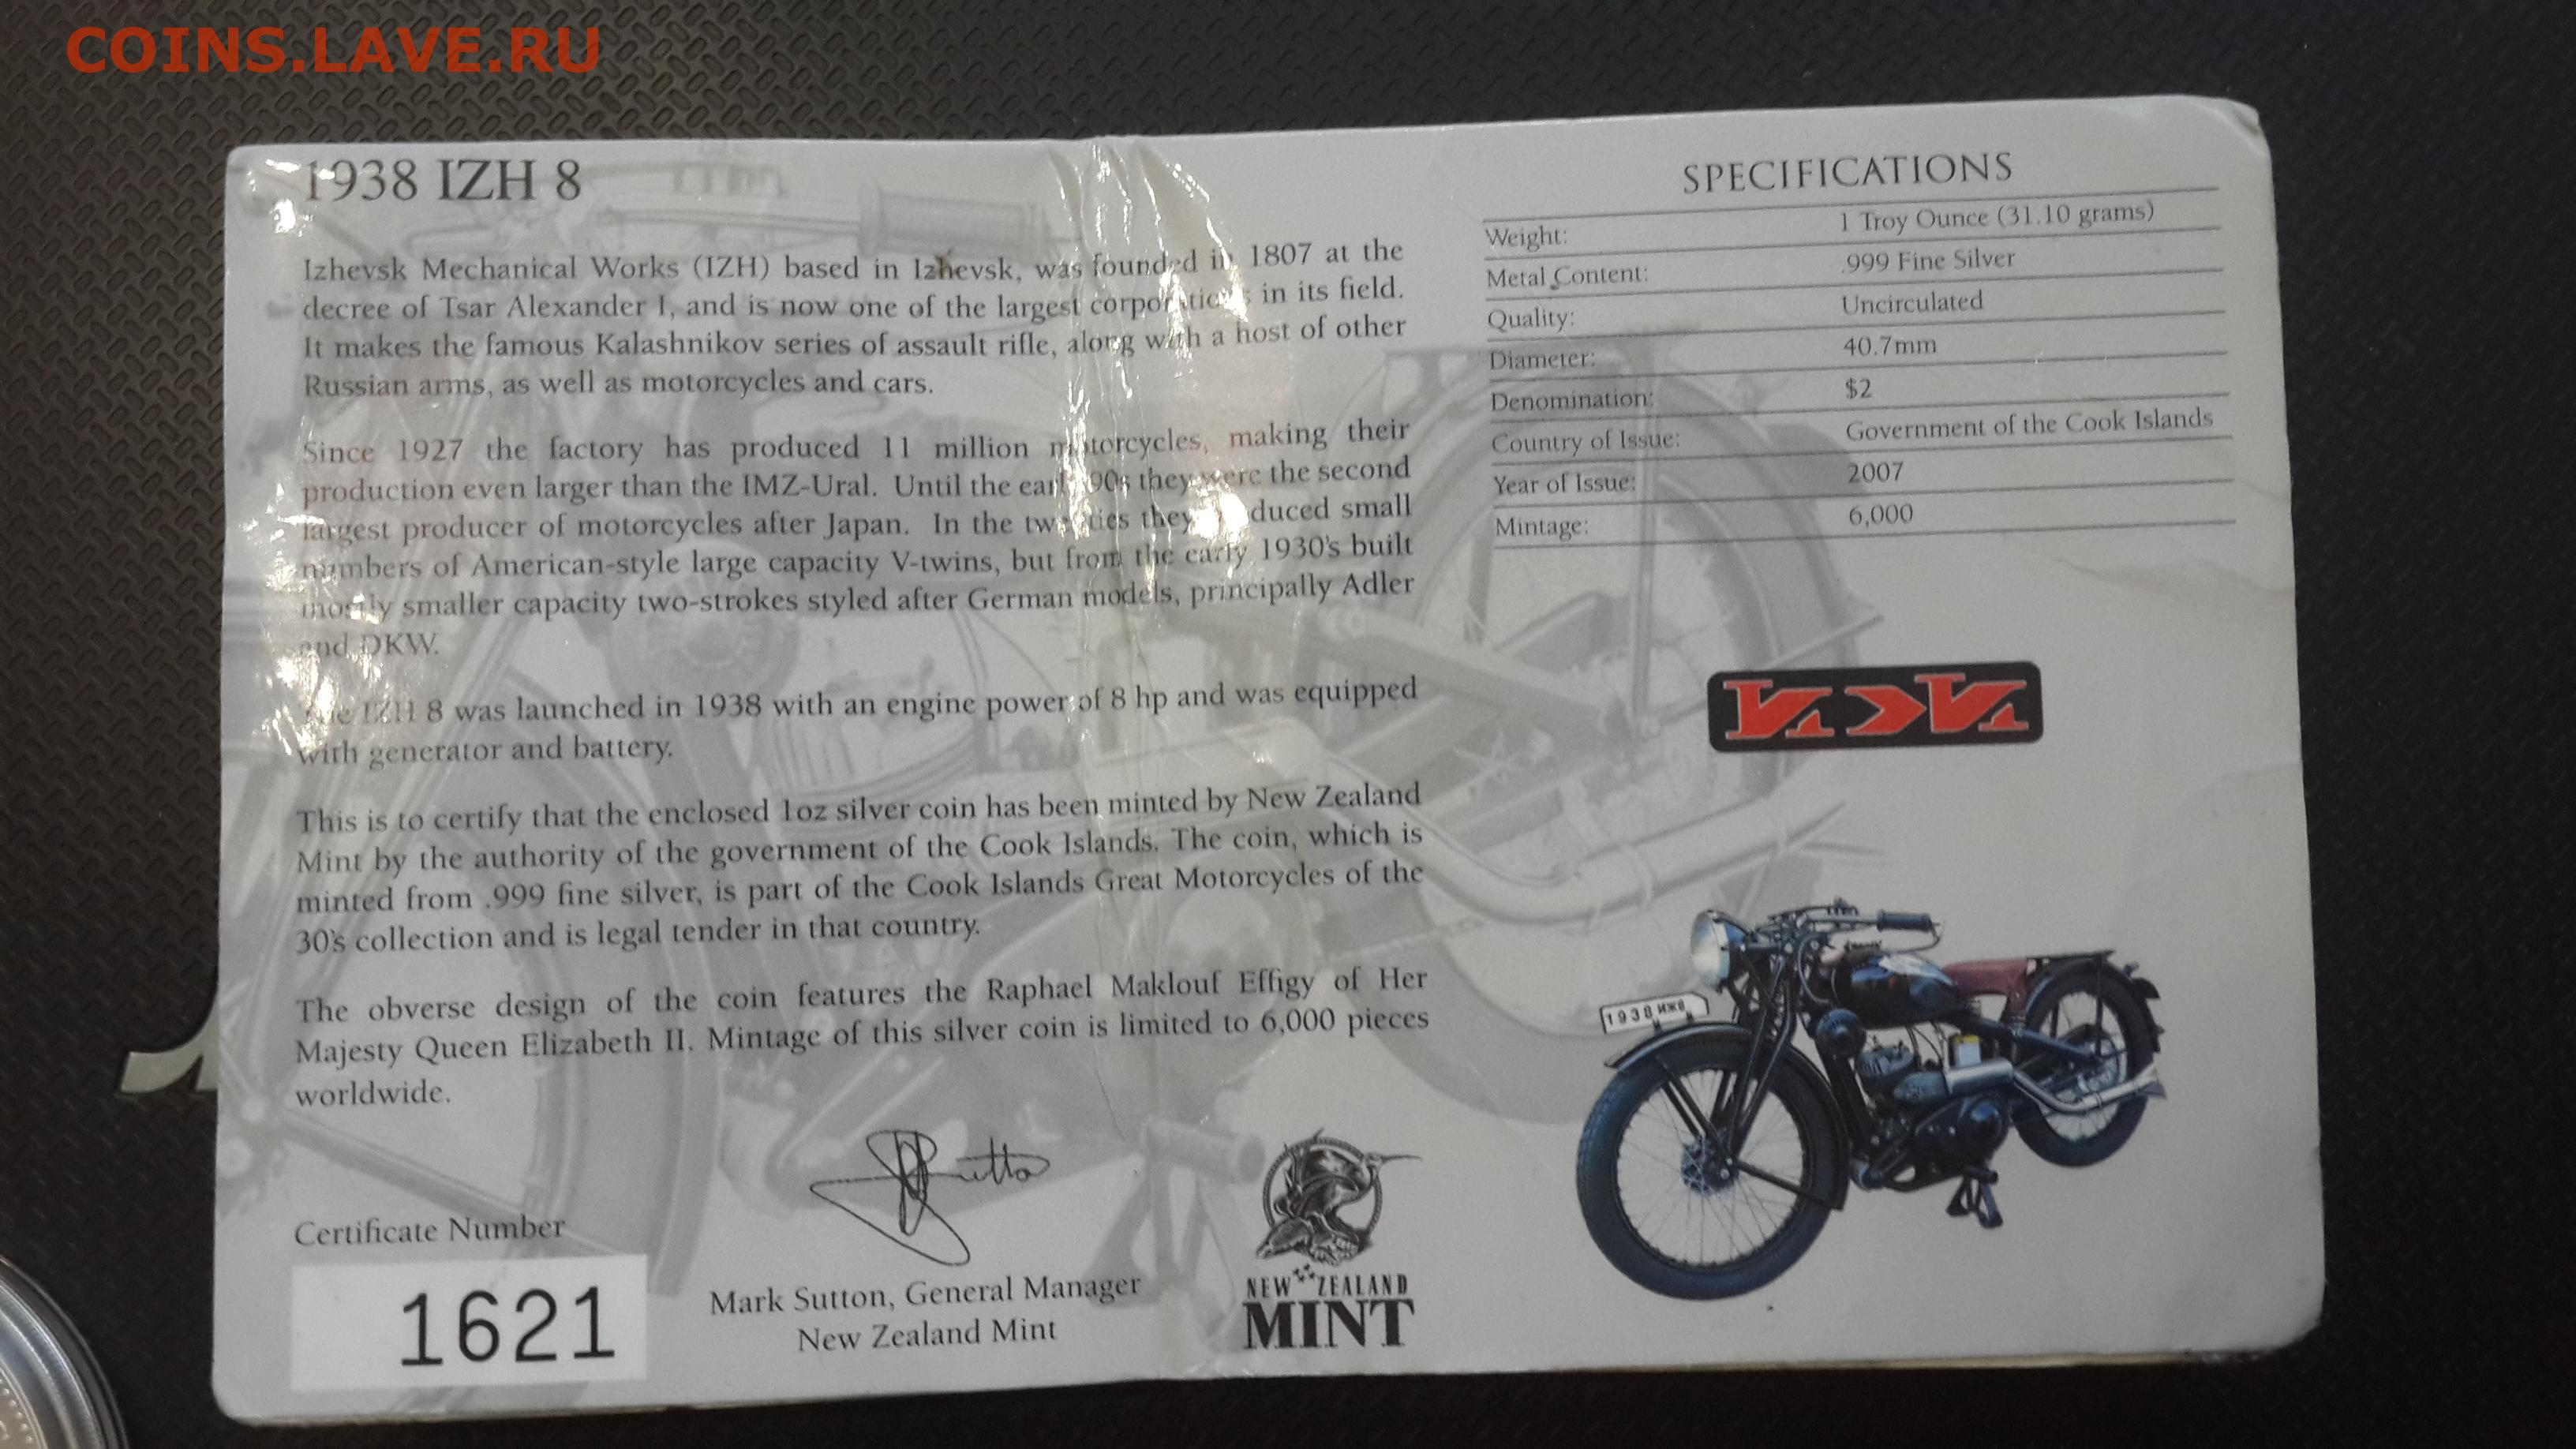 COINS.LAVE.RU
1938 IZH 8
Izhevsk Mechanical Works (IZH) based in Izhevsk, was founded in 1807 at the
decree of Tsar Alexander I, and is now one of the largest corporations in its field.
It makes the famous Kalashnikov series of assault rifle, along with a host of other
Russian arms, as well as motorcycles and cars.
Since 1927 the factory has produced 11 million motorcycles, making their
production even larger than the IMZ-Ural. Until the early 90s they were the second
largest producer of motorcycles after Japan. In the twenties they produced small
numbers of American-style large capacity V-twins, but from the early 1930's built
mostly smaller capacity two-strokes styled after German models, principally Adler
and DKW.
The IZH 8 was launched in 1938 with an engine power of 8 hp and was equipped
with generator and battery.
This is to certify that the enclosed 1oz silver coin has been minted by New Zealand
Mint by the authority of the government of the Cook Islands. The coin, which is
minted from .999 fine silver, is part of the Cook Islands Great Motorcycles of the
30's collection and is legal tender in that country.
The obverse design of the coin features the Raphael Maklouf Effigy of Her
Majesty Queen Elizabeth II. Mintage of this silver coin is limited to 6,000 pieces
worldwide.
Certificate Number
1621
Mark Sutton, General Manager
New Zealand Mint
NEW ZEALAND
MINT
SPECIFICATIONS
Weight: 1 Troy Ounce (31.10 grams)
Metal Content: .999 Fine Silver
Quality: Uncirculated
Diameter: 40.7mm
Denomination: $2
Country of Issue: Government of the Cook Islands
Year of Issue: 2007
Mintage: 6,000
1938 ИЖ8